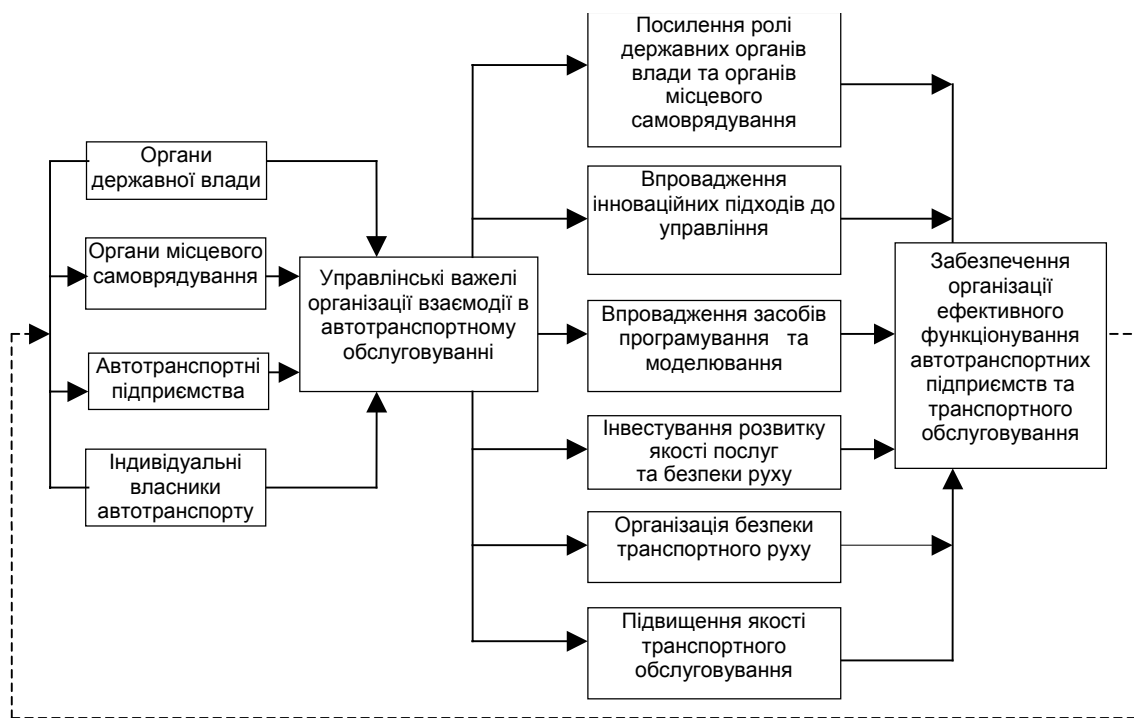 Органи
державної влади
Органи місцевого
самоврядування
Автотранспортні
підприємства
Індивідуальні
власники
автотранспорту
Управлінські важелі
організації взаємодії в
автотранспортному
обслуговуванні
Посилення ролі
державних органів
влади та органів
місцевого
самоврядування
Впровадження
інноваційних підходів до
управління
Впровадження засобів
програмування та
моделювання
Інвестування розвитку
якості послуг
та безпеки руху
Організація безпеки
транспортного руху
Підвищення якості
транспортного
обслуговування
Забезпечення
організації
ефективного
функціонування
автотранспортних
підприємств та
транспортного
обслуговування